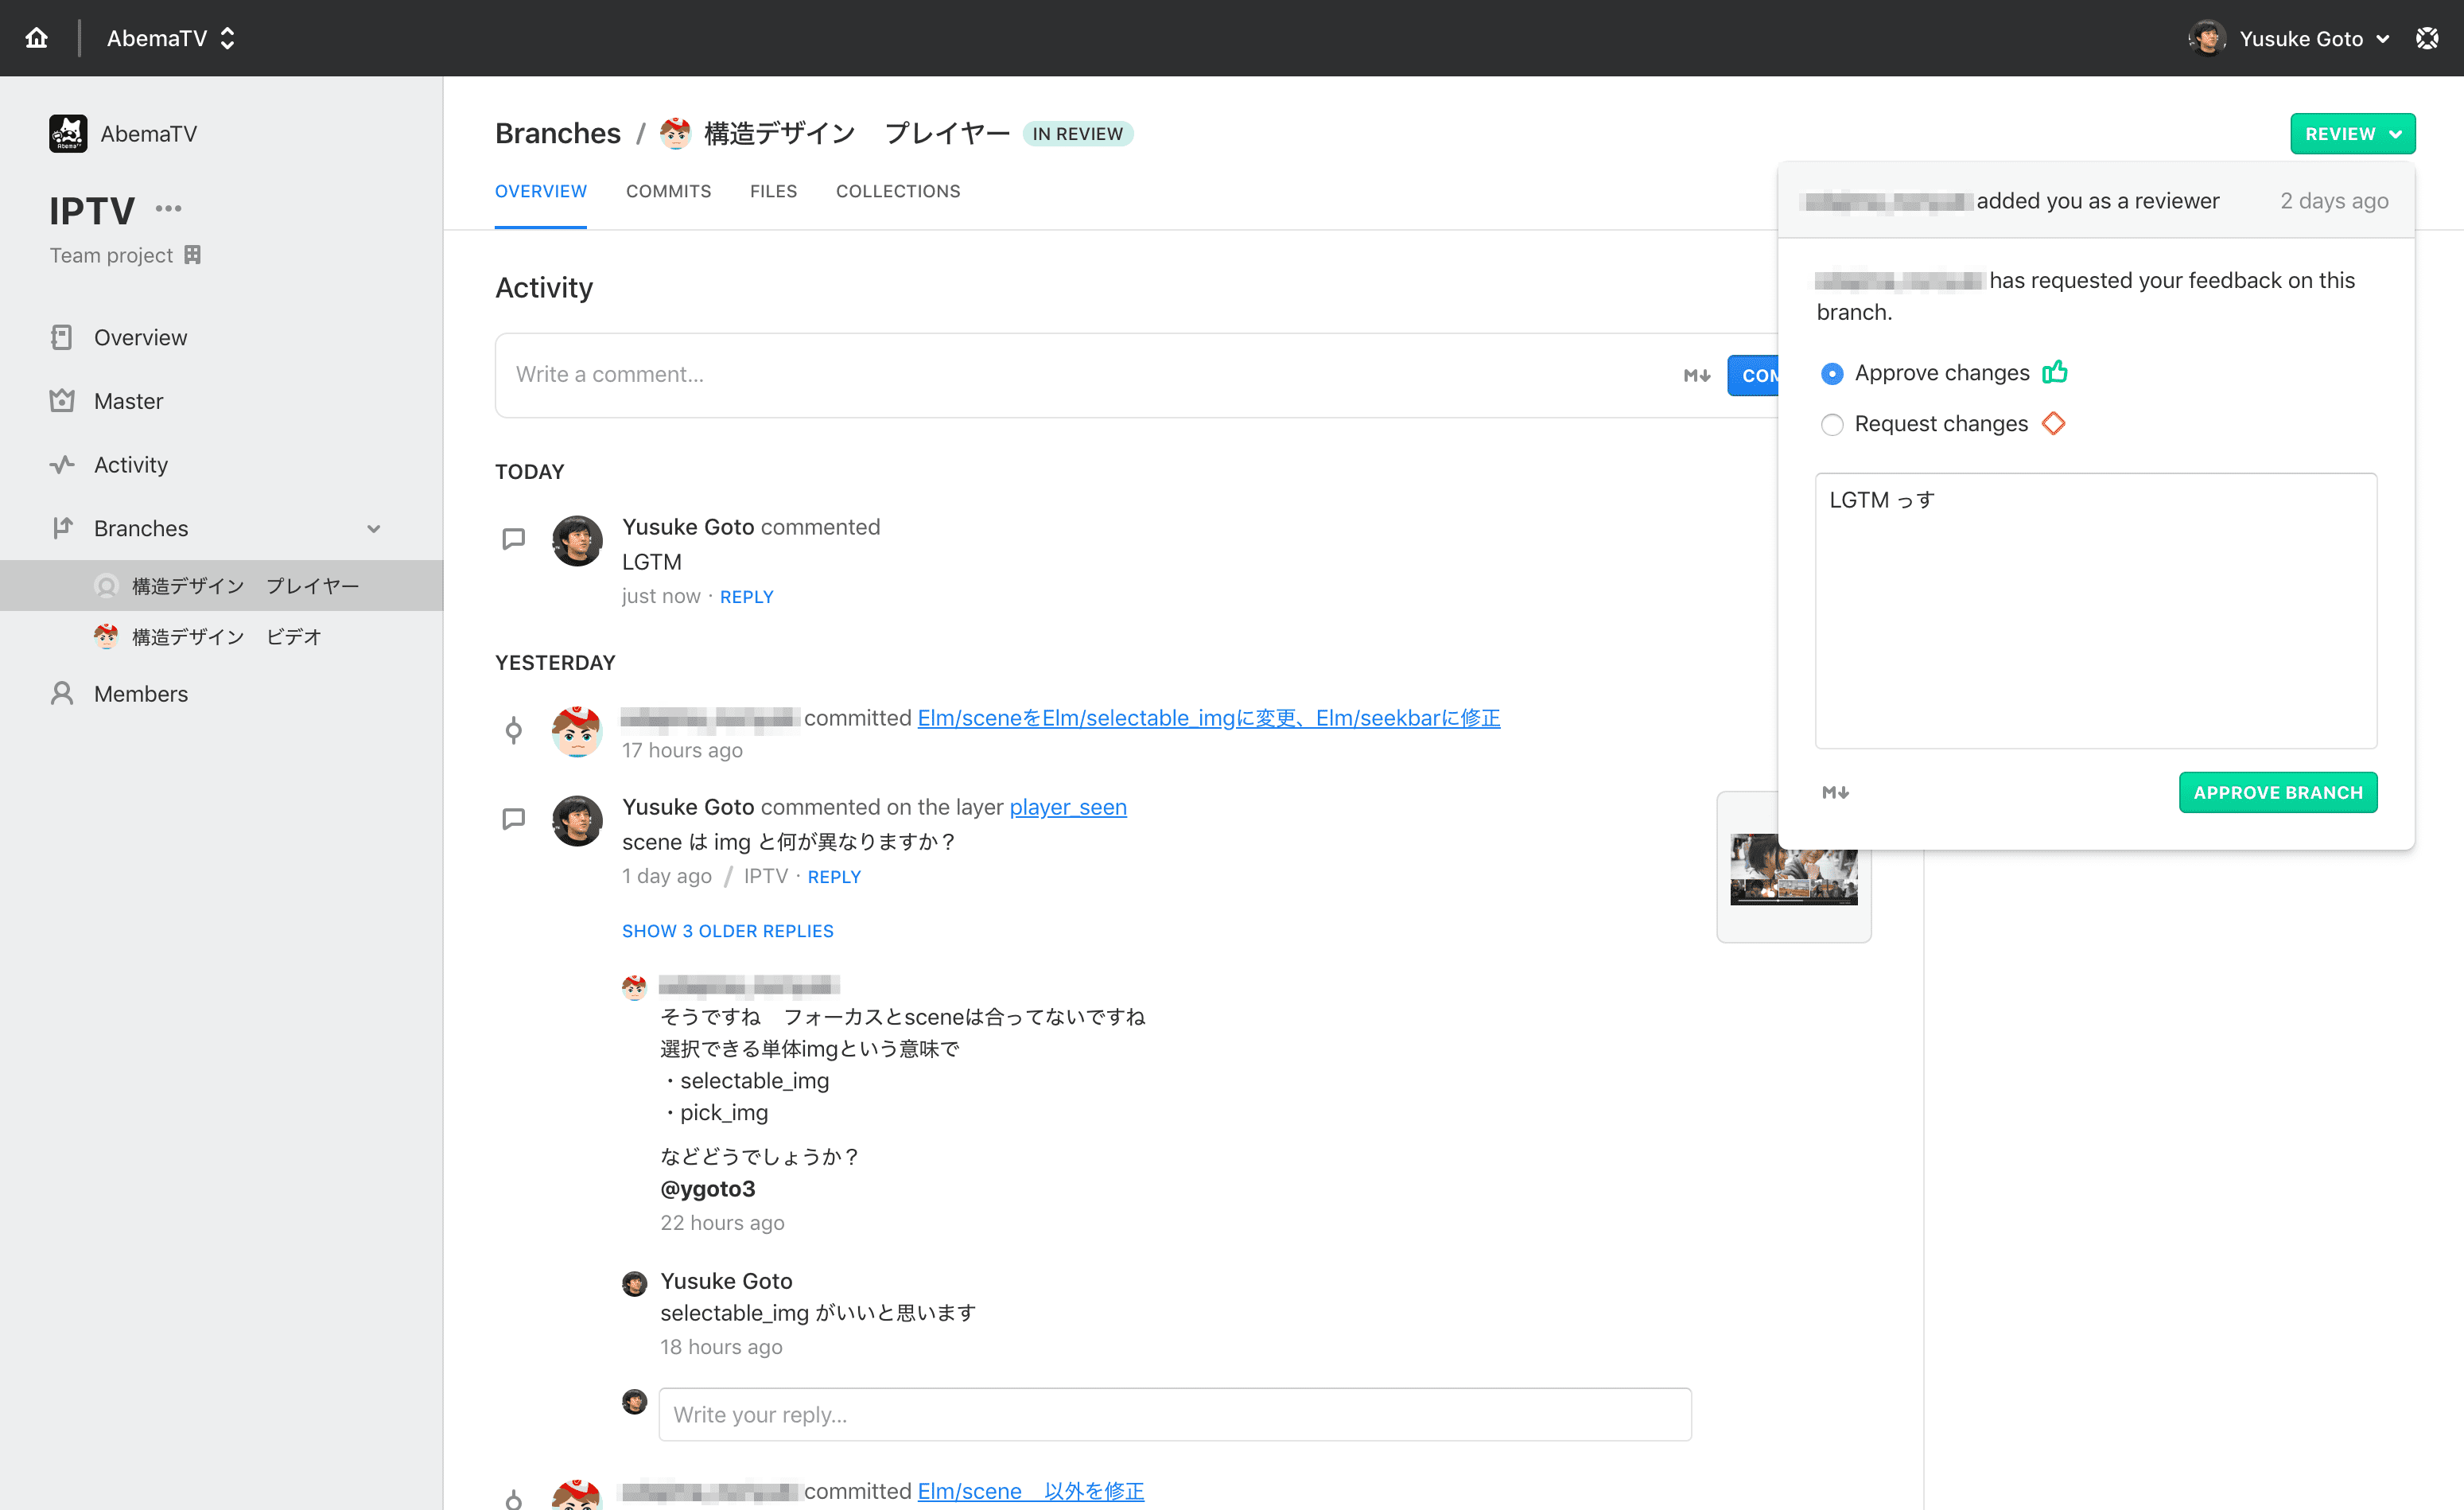 AbemaTV
Yusuke Goto
AbemaTV
IPTV
Team project
Overview
Master
Activity
Branches
構造デザイン　プレイヤー
構造デザイン　ビデオ
Members
Branches / 構造デザイン　プレイヤー IN REVIEW
REVIEW
OVERVIEW COMMITS FILES COLLECTIONS
Activity
Write a comment...
M
COM
TODAY
Yusuke Goto commented
LGTM
just now · REPLY
YESTERDAY
committed Elm/sceneをElm/selectable_imgに変更、Elm/seekbarに修正
17 hours ago
Yusuke Goto commented on the layer player_seen
scene は img と何が異なりますか？
1 day ago / IPTV · REPLY
SHOW 3 OLDER REPLIES
そうですね　フォーカスとsceneは合ってないですね
選択できる単体imgという意味で
・selectable_img
・pick_img
などどうでしょうか？
@ygoto3
22 hours ago
Yusuke Goto
selectable_img がいいと思います
18 hours ago
Write your reply...
committed Elm/scene　以外を修正
added you as a reviewer
2 days ago
has requested your feedback on this
branch.
Approve changes
Request changes
LGTM っす
M
APPROVE BRANCH